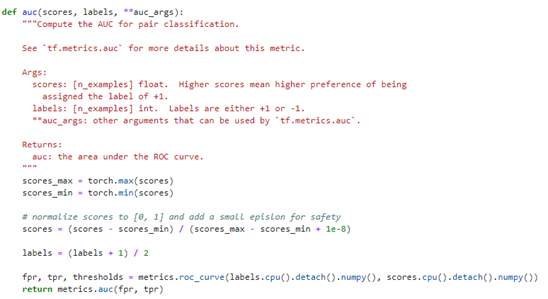 def auc(scores, labels, **auc_args):
    """Compute the AUC for pair classification.

    See `tf.metrics.auc` for more details about this metric.

    Args:
      scores: [n_examples] float.  Higher scores mean higher preference of being
        assigned the label of +1.
      labels: [n_examples] int.  Labels are either +1 or -1.
      **auc_args: other arguments that can be used by `tf.metrics.auc`.

    Returns:
      auc: the area under the ROC curve.
    """
    scores_max = torch.max(scores)
    scores_min = torch.min(scores)

    # normalize scores to [0, 1] and add a small epislon for safety
    scores = (scores - scores_min) / (scores_max - scores_min + 1e-8)

    labels = (labels + 1) / 2

    fpr, tpr, thresholds = metrics.roc_curve(labels.cpu().detach().numpy(), scores.cpu().detach().numpy())
    return metrics.auc(fpr, tpr)